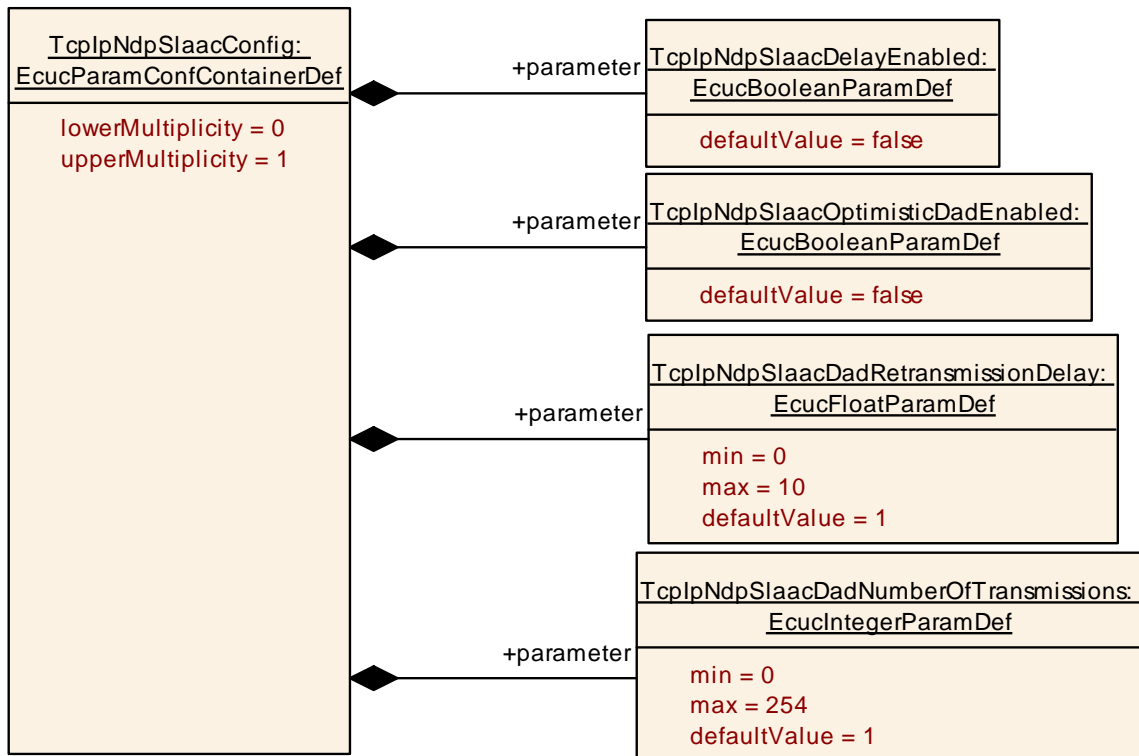 TcpIpNdpSlaacConfig:
EcucParamConfContainerDef
lowerMultiplicity = 0
upperMultiplicity = 1
+parameter
TcpIpNdpSlaacDelayEnabled:
EcucBooleanParamDef
defaultValue = false
+parameter
TcpIpNdpSlaacOptimisticDadEnabled:
EcucBooleanParamDef
defaultValue = false
+parameter
TcpIpNdpSlaacDadRetransmissionDelay:
EcucFloatParamDef
min = 0
max = 10
defaultValue = 1
+parameter
TcpIpNdpSlaacDadNumberOfTransmissions:
EcucIntegerParamDef
min = 0
max = 254
defaultValue = 1